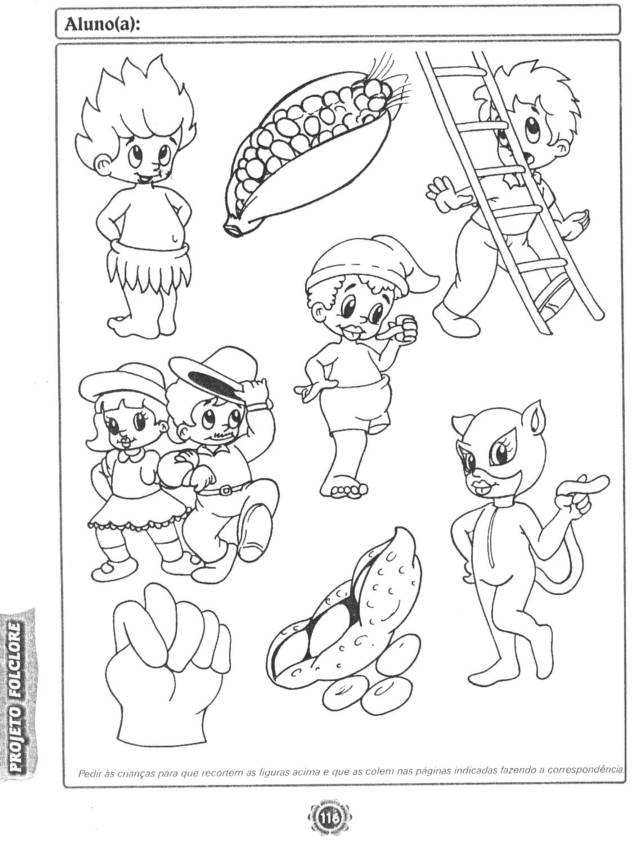 Aluno(a):
PROJETO FOLCLORE
Pedir às crianças para que recortem as figuras acima e que as colem nas páginas indicadas fazendo a correspondência
116